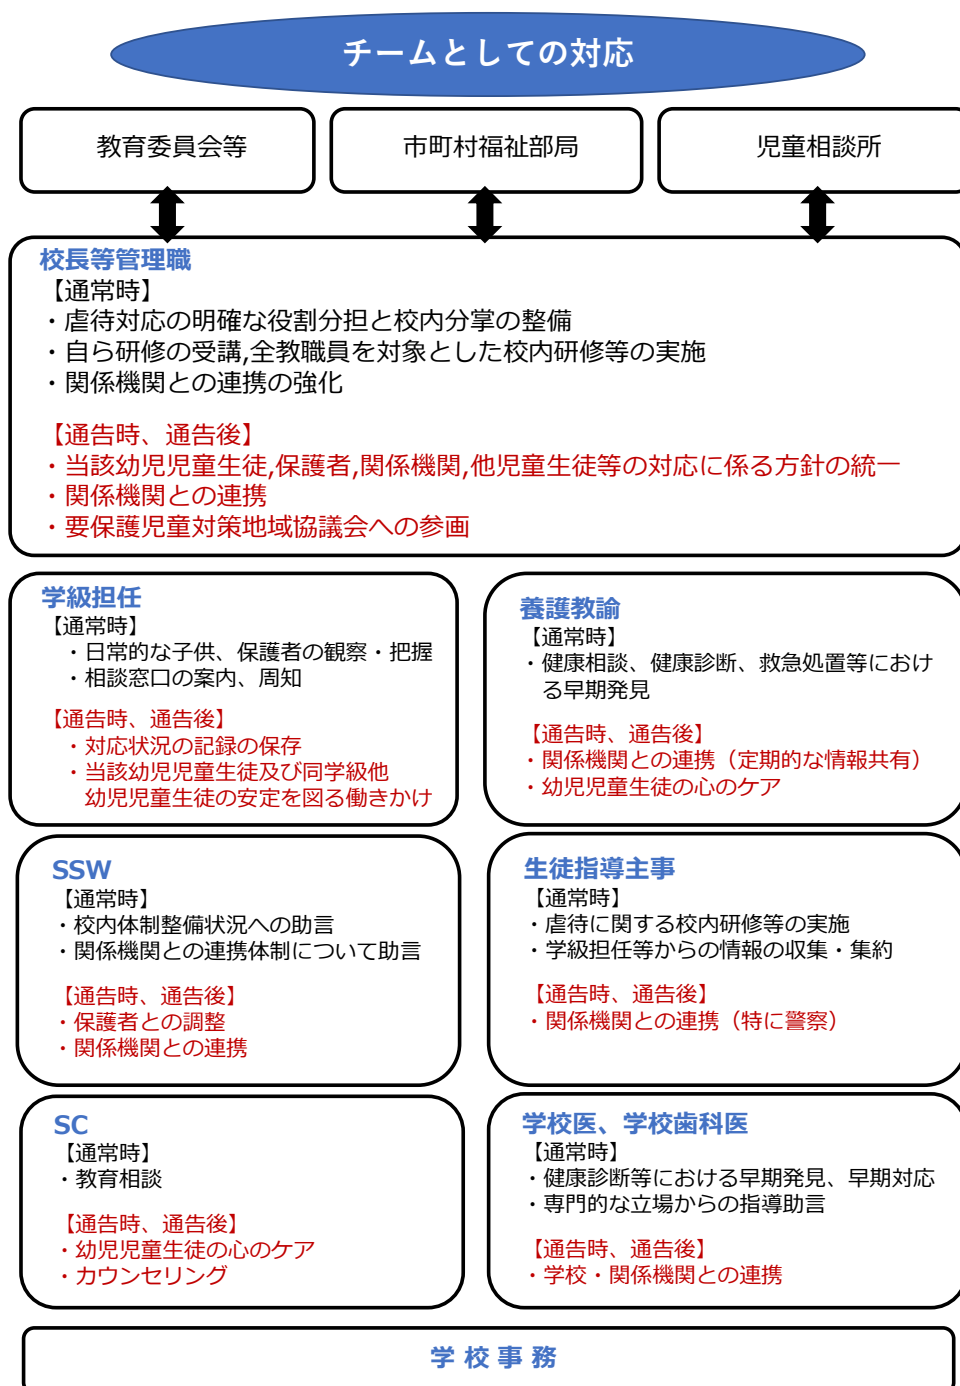 チームとしての対応
教育委員会等
市町村福祉部局
児童相談所
校長等管理職
【通常時】
・虐待対応の明確な役割分担と校内分掌の整備
・自ら研修の受講,全教職員を対象とした校内研修等の実施
・関係機関との連携の強化
【通告時、通告後】
・当該幼児児童生徒,保護者,関係機関,他児童生徒等の対応に係る方針の統一
・関係機関との連携
・要保護児童対策地域協議会への参画
学級担任
【通常時】
・日常的な子供、保護者の観察・把握
・相談窓口の案内、周知
【通告時、通告後】
・対応状況の記録の保存
・当該幼児児童生徒及び同学級他
幼児児童生徒の安定を図る働きかけ
養護教諭
【通常時】
・健康相談、健康診断、救急処置等におけ
る早期発見
【通告時、通告後】
・関係機関との連携（定期的な情報共有）
・幼児児童生徒の心のケア
SSW
【通常時】
・校内体制整備状況への助言
・関係機関との連携体制について助言
【通告時、通告後】
・保護者との調整
・関係機関との連携
生徒指導主事
【通常時】
・虐待に関する校内研修等の実施
・学級担任等からの情報の収集・集約
【通告時、通告後】
・関係機関との連携（特に警察）
SC
【通常時】
・教育相談
【通告時、通告後】
・幼児児童生徒の心のケア
・カウンセリング
学校医、学校歯科医
【通常時】
・健康診断等における早期発見、早期対応
・専門的な立場からの指導助言
【通告時、通告後】
・学校・関係機関との連携
学校事務